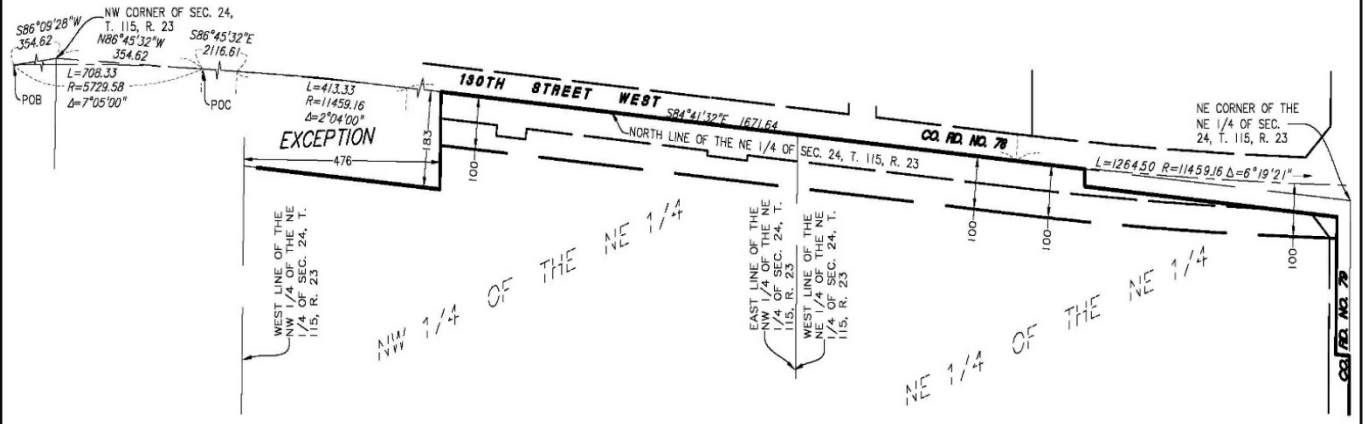 NW CORNER OF SEC. 24,
T. 115, R. 23
S86°09'28"W
354.62
N86°45'32"W
354.62
S86°45'32"E
2116.61
L=708.33
R=5729.58
Δ=7°05'00"
POB
POC
L=413.33
R=11459.16
Δ=2°04'00"
EXCEPTION
476
183
100
130TH STREET WEST
S84°41'32"E 1671.64
NORTH LINE OF THE NE 1/4 OF SEC. 24, T. 115, R. 23
CO. RD. NO. 78
NE CORNER OF THE
NE 1/4 OF SEC.
24, T. 115, R. 23
L=1264.50 R=11459.16 Δ=6°19'21"
100
100
100
WEST LINE OF THE
NW 1/4 OF THE NE
1/4 OF SEC. 24, T.
115, R. 23
NW 1/4 OF THE NE 1/4
EAST LINE OF THE
NW 1/4 OF THE NE
1/4 OF SEC. 24, T.
115, R. 23
WEST LINE OF THE
NE 1/4 OF THE NE
1/4 OF SEC. 24, T.
115, R. 23
NE 1/4 OF THE NE 1/4
CO. RD. NO. 79